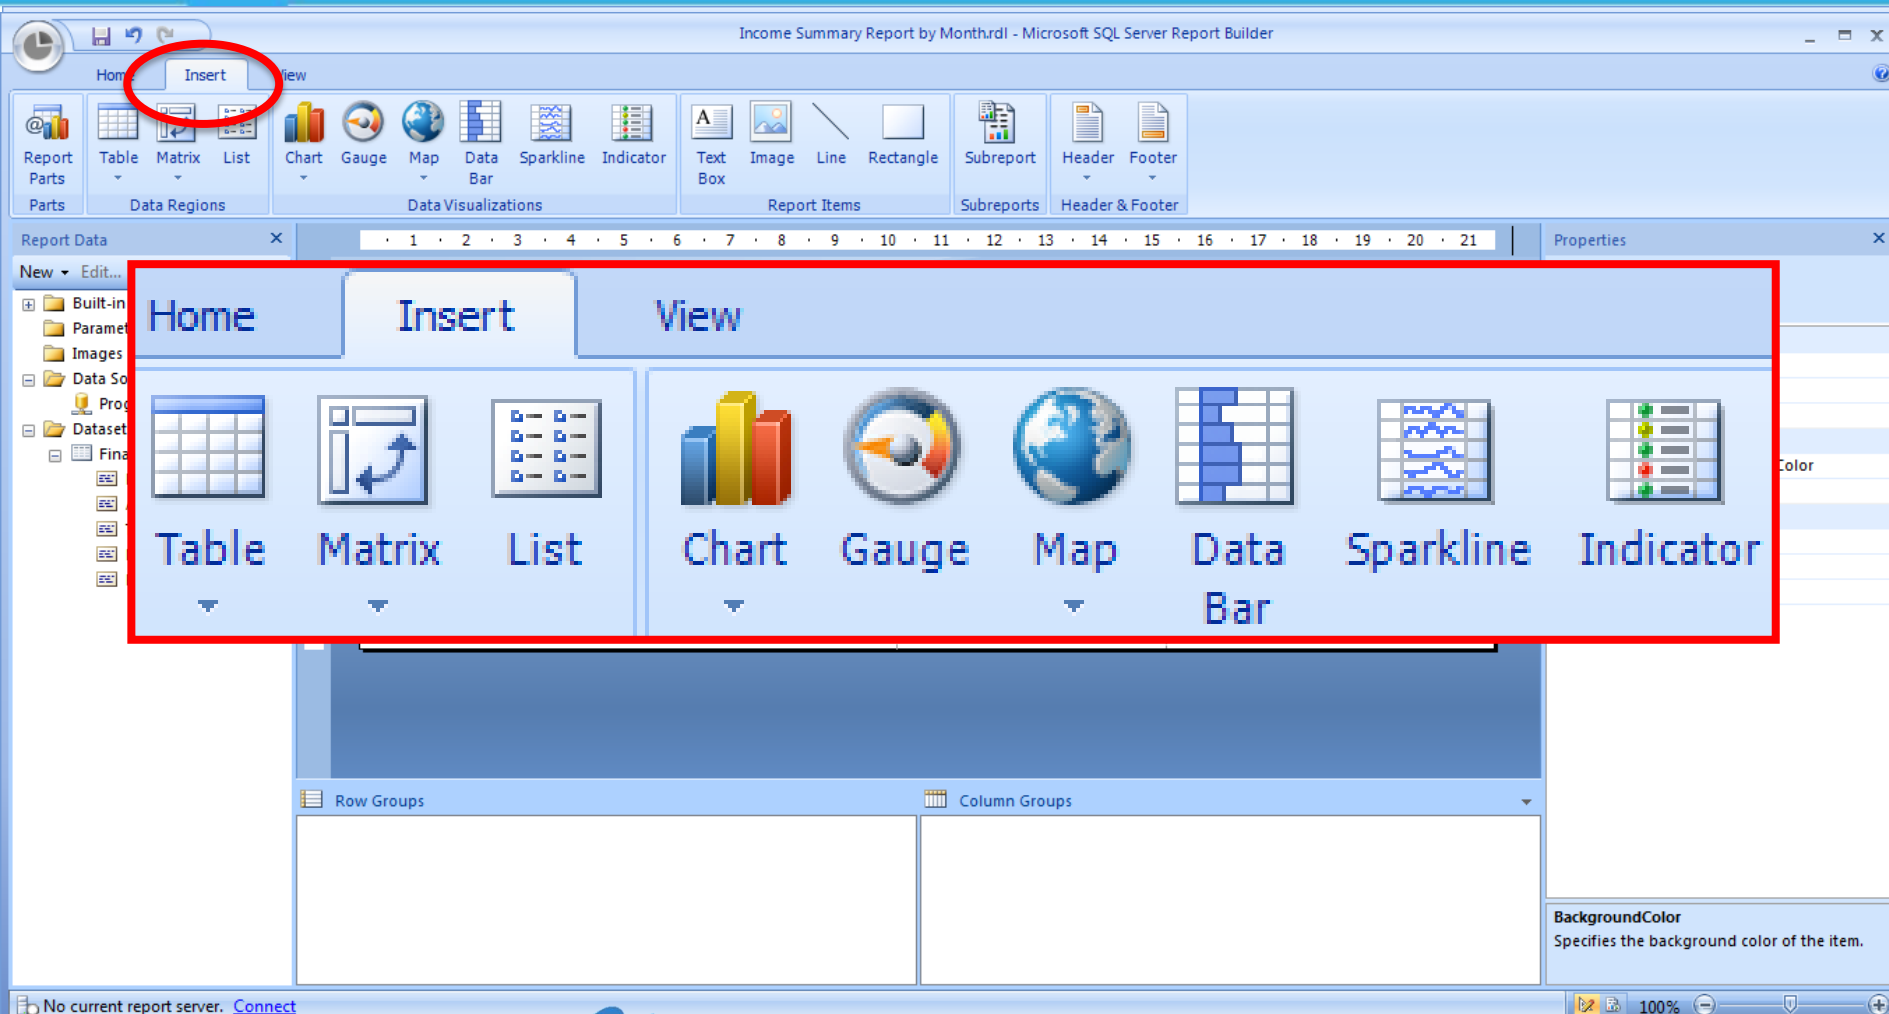 Income Summary Report by Month.rdl - Microsoft SQL Server Report Builder
Home Insert View
Report Parts
Table Matrix List
Chart Gauge Map Data Bar Sparkline Indicator
Text Box Image Line Rectangle
Subreport
Header Footer
Parts Data Regions Data Visualizations Report Items Subreports Header & Footer
Report Data
1 2 3 4 5 6 7 8 9 10 11 12 13 14 15 16 17 18 19 20 21
Properties
New Edit...
Built-in
Images
Home Insert View
Table Matrix List Chart Gauge Map Data Bar Sparkline Indicator
Color
Row Groups
Column Groups
BackgroundColor
Specifies the background color of the item.
No current report server. Connect
100%